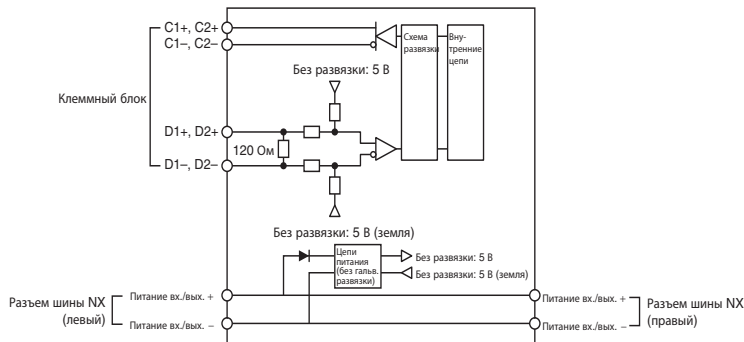 C1+, C2+
C1–, C2–
Схема
развязки
Вну-
тренние
цепи
Без развязки: 5 В
Клеммный блок
D1+, D2+
120 Ом
D1–, D2–
Без развязки: 5 В (земля)
Цепи
питания
(без гальв.
развязки)
Без развязки: 5 В
Без развязки: 5 В (земля)
Разъем шины NX
(левый)
Питание вх./вых. +
Питание вх./вых. –
Питание вх./вых. +
Питание вх./вых. –
Разъем шины NX
(правый)